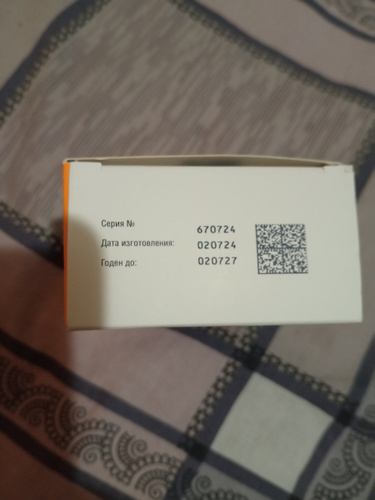 Серия № 670724
Дата изготовления: 020724
Годен до: 020727